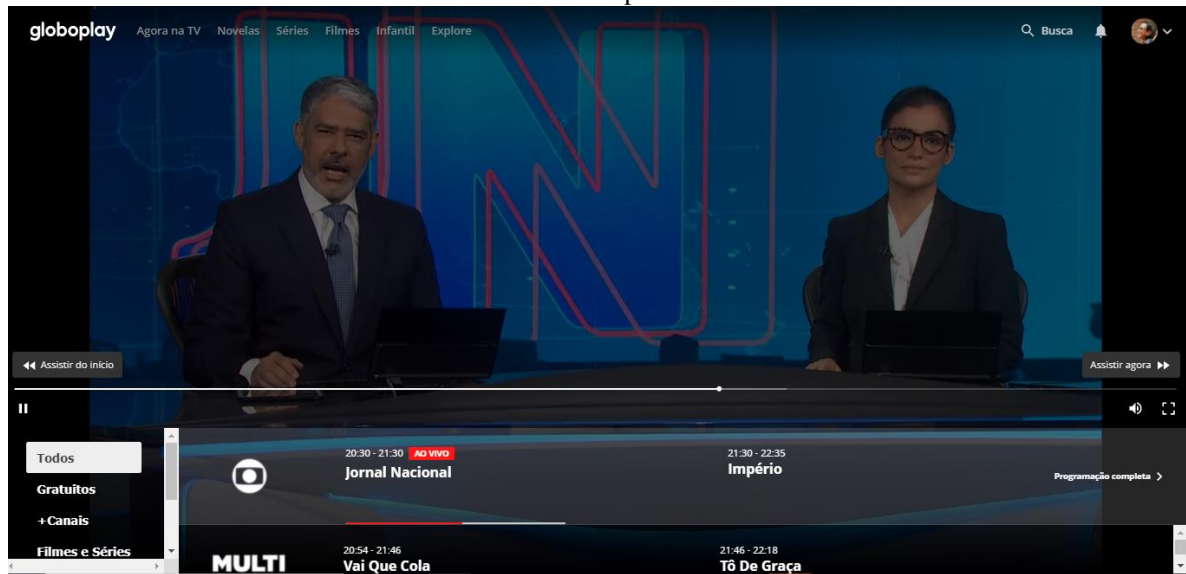 globoplay Agora na TV Novelas Séries Filmes Infantil Explore Busca
Assistir do início Assistir agora
Todos
Gratuitos
+Canais
Filmes e Séries
20:30 - 21:30 AO VIVO
Jornal Nacional
21:30 - 22:35
Império
Programação completa
MULTI
20:54 - 21:46
Vai Que Cola
21:46 - 22:18
Tô De Graça